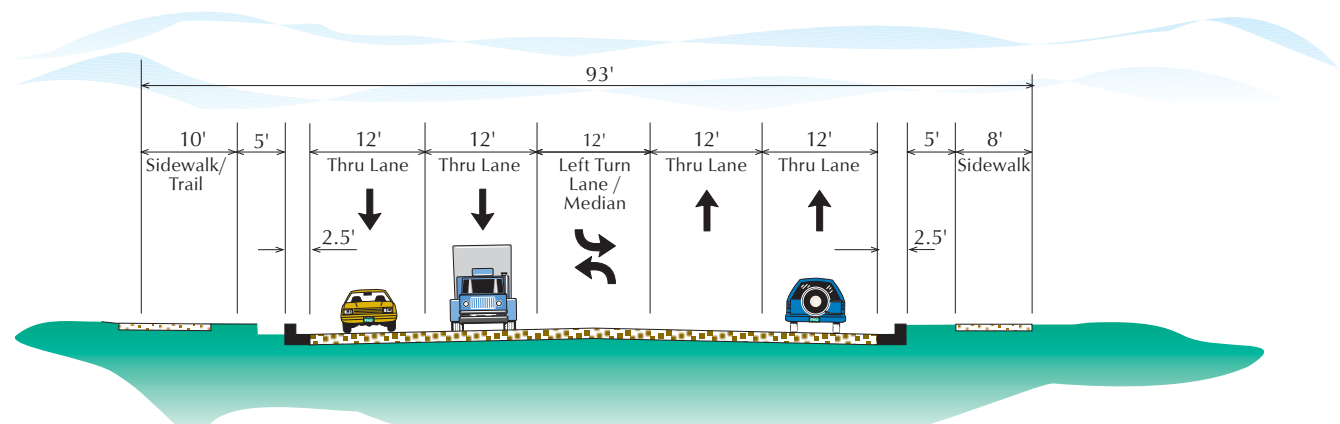 93'
10' 5' 12' 12' 12' 12' 12' 5' 8'
Sidewalk/ Thru Lane Thru Lane Left Turn Thru Lane Thru Lane Sidewalk
Trail Lane /
Median
2.5' 2.5'